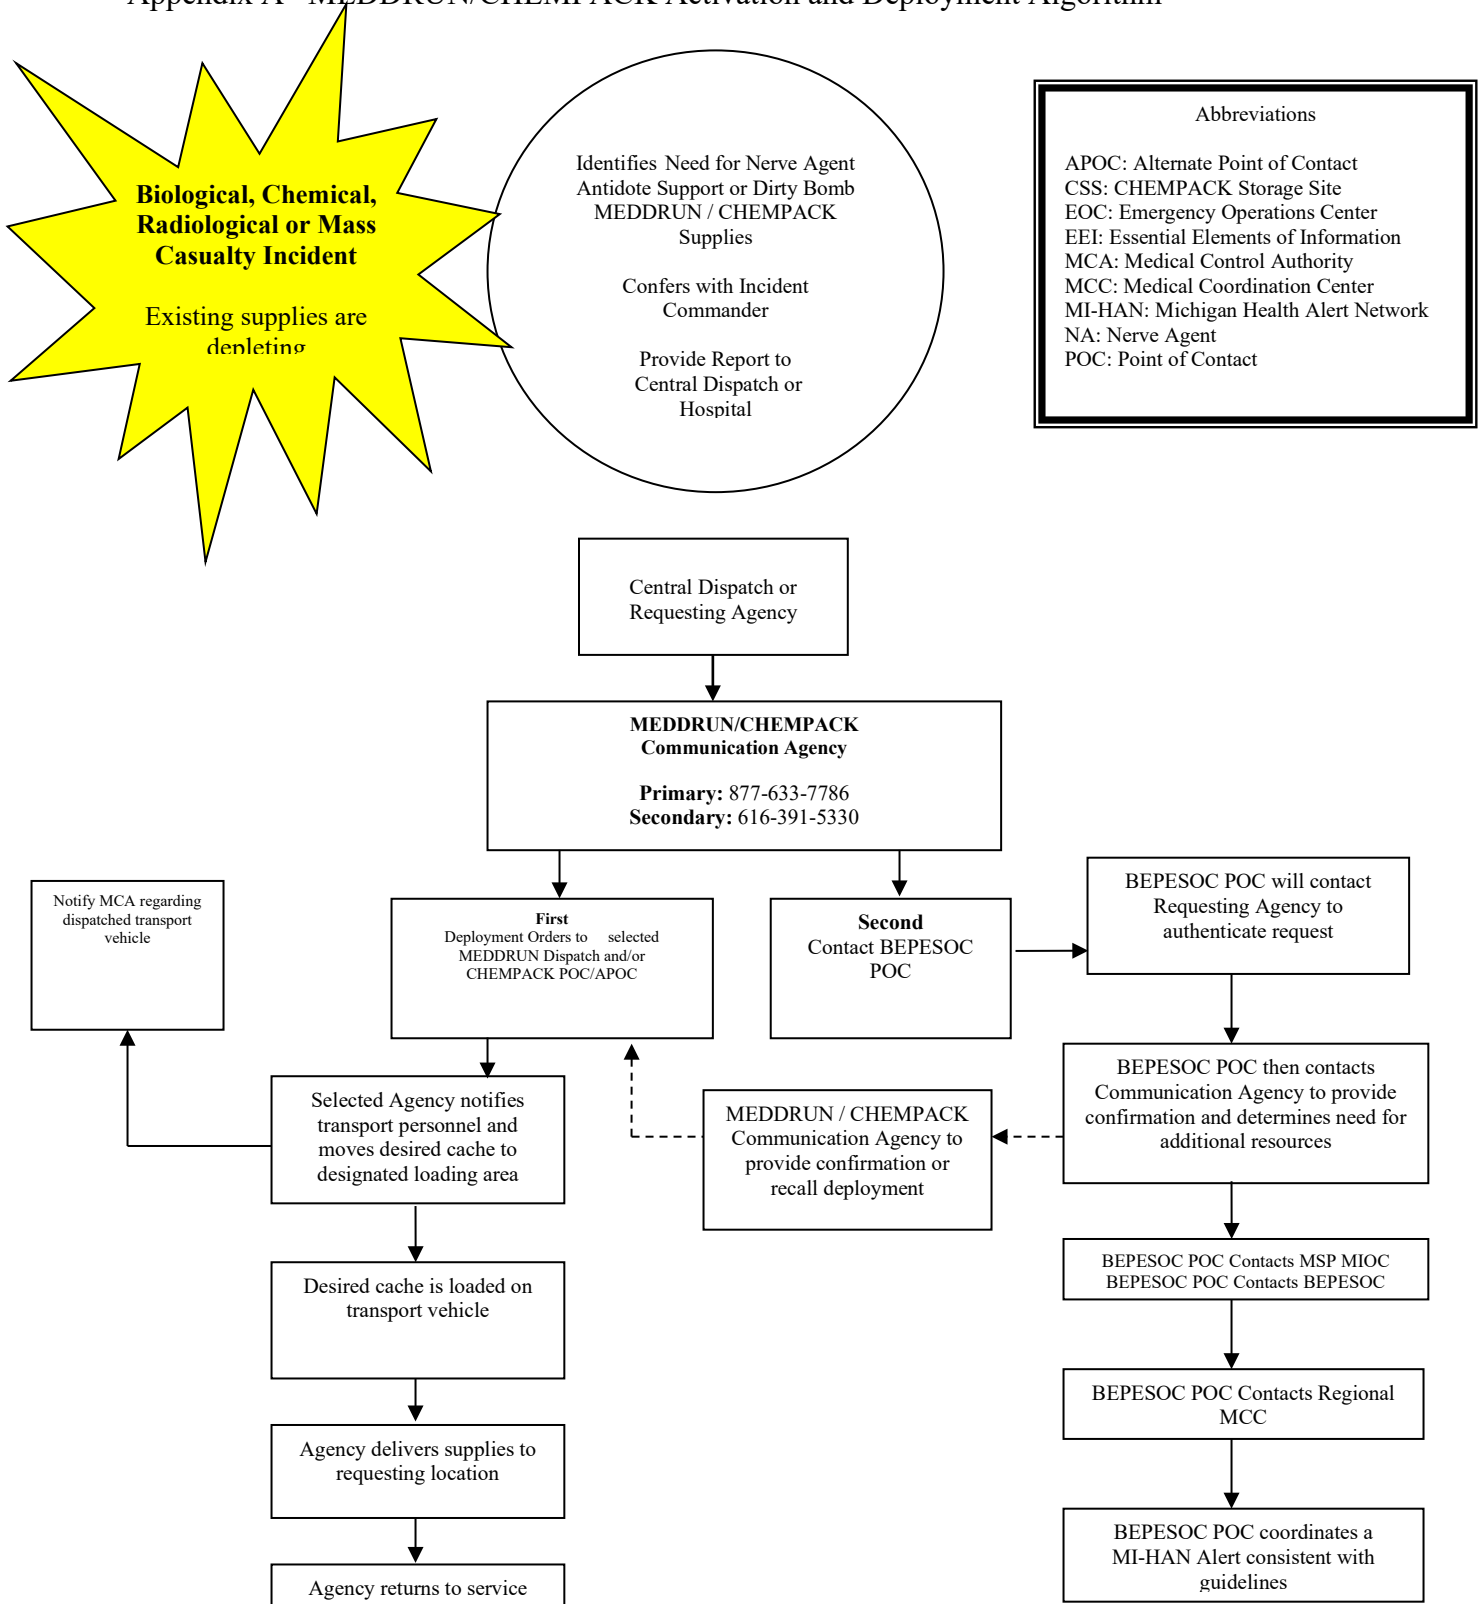 Appendix A - MEDDRUN/CHEMPACK Activation and Deployment Algorithm
Biological, Chemical,
Radiological or Mass
Casualty Incident
Existing supplies are
depleting
Identifies Need for Nerve Agent
Antidote Support or Dirty Bomb
MEDDRUN / CHEMPACK
Supplies
Confers with Incident
Commander
Provide Report to
Central Dispatch or
Hospital
Abbreviations
APOC: Alternate Point of Contact
CSS: CHEMPACK Storage Site
EOC: Emergency Operations Center
EEI: Essential Elements of Information
MCA: Medical Control Authority
MCC: Medical Coordination Center
MI-HAN: Michigan Health Alert Network
NA: Nerve Agent
POC: Point of Contact
Central Dispatch or
Requesting Agency
MEDDRUN/CHEMPACK
Communication Agency
Primary: 877-633-7786
Secondary: 616-391-5330
Notify MCA regarding
dispatched transport
vehicle
First
Deployment Orders to selected
MEDDRUN Dispatch and/or
CHEMPACK POC/APOC
Second
Contact BEPESOC
POC
BEPESOC POC will contact
Requesting Agency to
authenticate request
Selected Agency notifies
transport personnel and
moves desired cache to
designated loading area
MEDDRUN / CHEMPACK
Communication Agency to
provide confirmation or
recall deployment
BEPESOC POC then contacts
Communication Agency to provide
confirmation and determines need for
additional resources
Desired cache is loaded on
transport vehicle
BEPESOC POC Contacts MSP MIOC
BEPESOC POC Contacts BEPESOC
BEPESOC POC Contacts Regional
MCC
Agency delivers supplies to
requesting location
BEPESOC POC coordinates a
MI-HAN Alert consistent with
guidelines
Agency returns to service